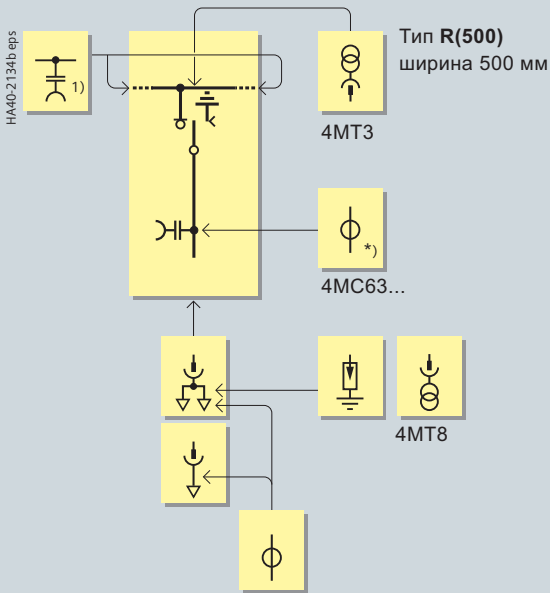 HA40-2134b eps
1)
Тип R(500)
ширина 500 мм
4MT3
*)
4MC63...
4MT8